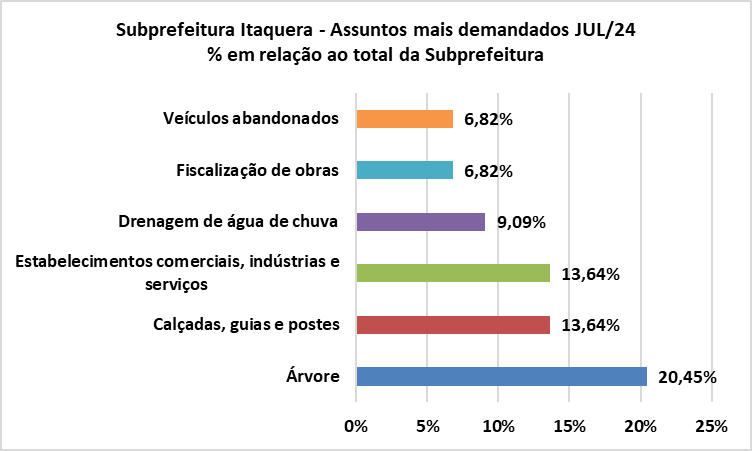 Subprefeitura Itaquera - Assuntos mais demandados JUL/24
% em relação ao total da Subprefeitura
Veículos abandonados 6,82%
Fiscalização de obras 6,82%
Drenagem de água de chuva 9,09%
Estabelecimentos comerciais, indústrias e
serviços 13,64%
Calçadas, guias e postes 13,64%
Árvore 20,45%
0% 5% 10% 15% 20% 25%